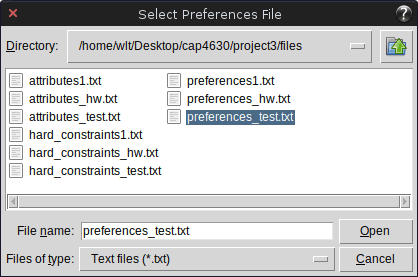 Select Preferences File
?
Directory: /home/wlt/Desktop/cap4630/project3/files
attributes1.txt preferences1.txt
attributes_hw.txt preferences_hw.txt
attributes_test.txt preferences_test.txt
hard_constraints1.txt
hard_constraints_hw.txt
hard_constraints_test.txt
File name: preferences_test.txt Open
Files of type: Text files (*.txt) Cancel